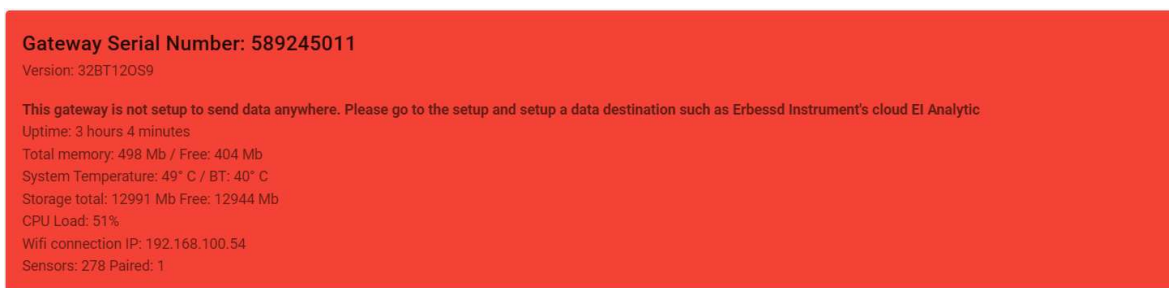 Gateway Serial Number: 589245011
Version: 32BT12OS9
This gateway is not setup to send data anywhere. Please go to the setup and setup a data destination such as Erbessd Instrument's cloud EI Analytic
Uptime: 3 hours 4 minutes
Total memory: 498 Mb / Free: 404 Mb
System Temperature: 49° C / BT: 40° C
Storage total: 12991 Mb Free: 12944 Mb
CPU Load: 51%
Wifi connection IP: 192.168.100.54
Sensors: 278 Paired: 1